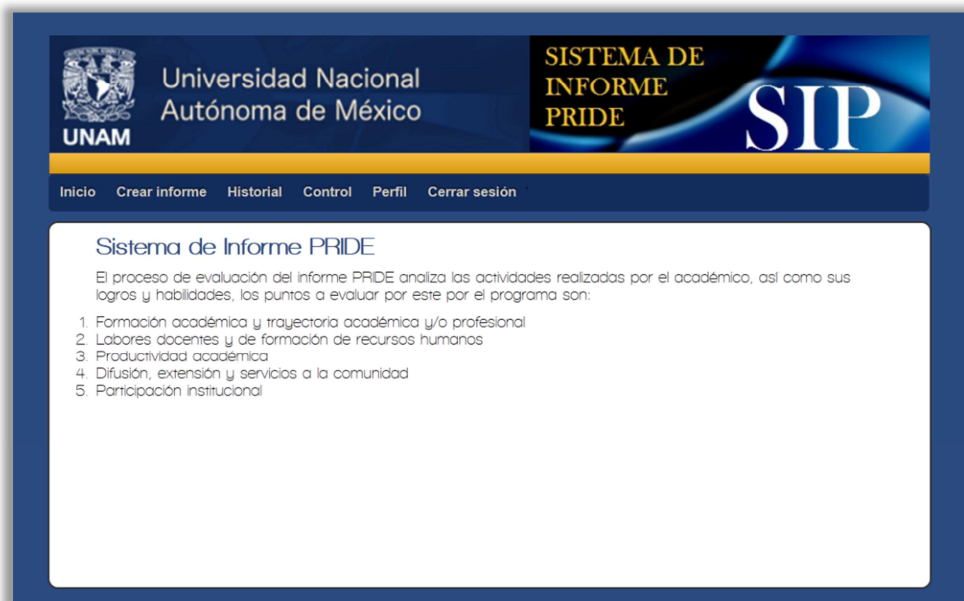 UNAM
Universidad Nacional
Autónoma de México
SISTEMA DE
INFORME
PRIDE
SIP
Inicio Crear informe Historial Control Perfil Cerrar sesión
Sistema de Informe PRIDE
El proceso de evaluación del informe PRIDE analiza las actividades realizadas por el académico, así como sus
logros y habilidades, los puntos a evaluar por este por el programa son:
1. Formación académica y trayectoria académica y/o profesional
2. Labores docentes y de formación de recursos humanos
3. Productividad académica
4. Difusión, extensión y servicios a la comunidad
5. Participación institucional